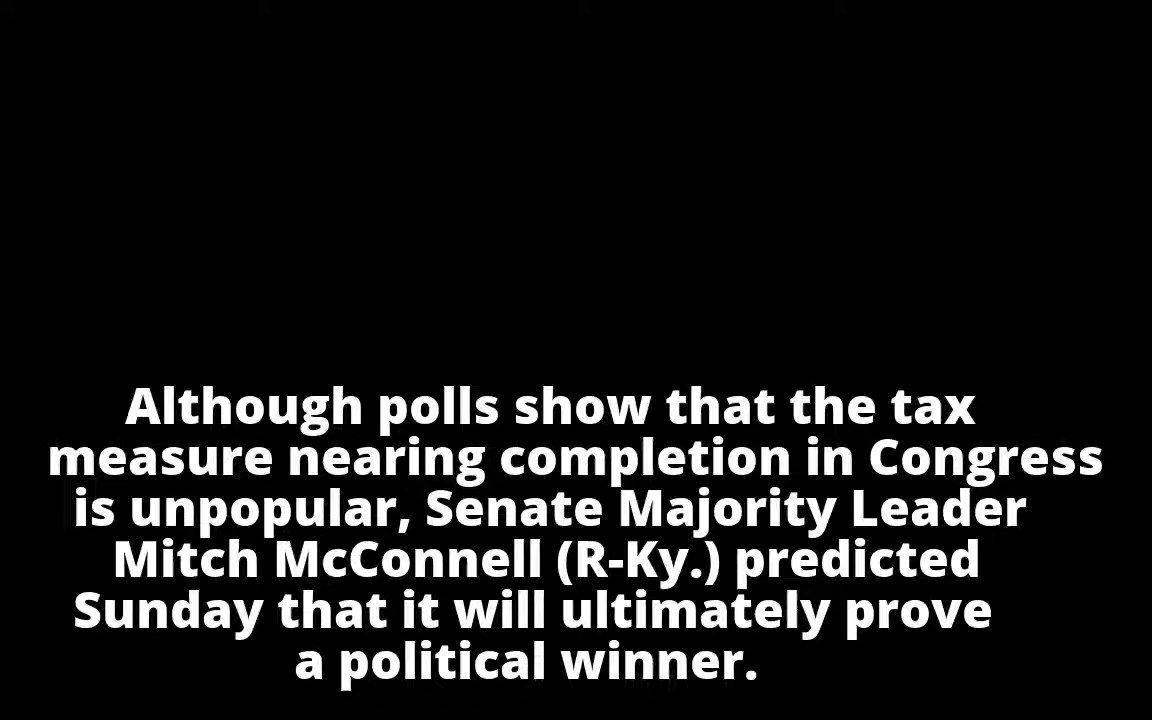 Although polls show that the tax
measure nearing completion in Congress
is unpopular, Senate Majority Leader
Mitch McConnell (R-Ky.) predicted
Sunday that it will ultimately prove
a political winner.